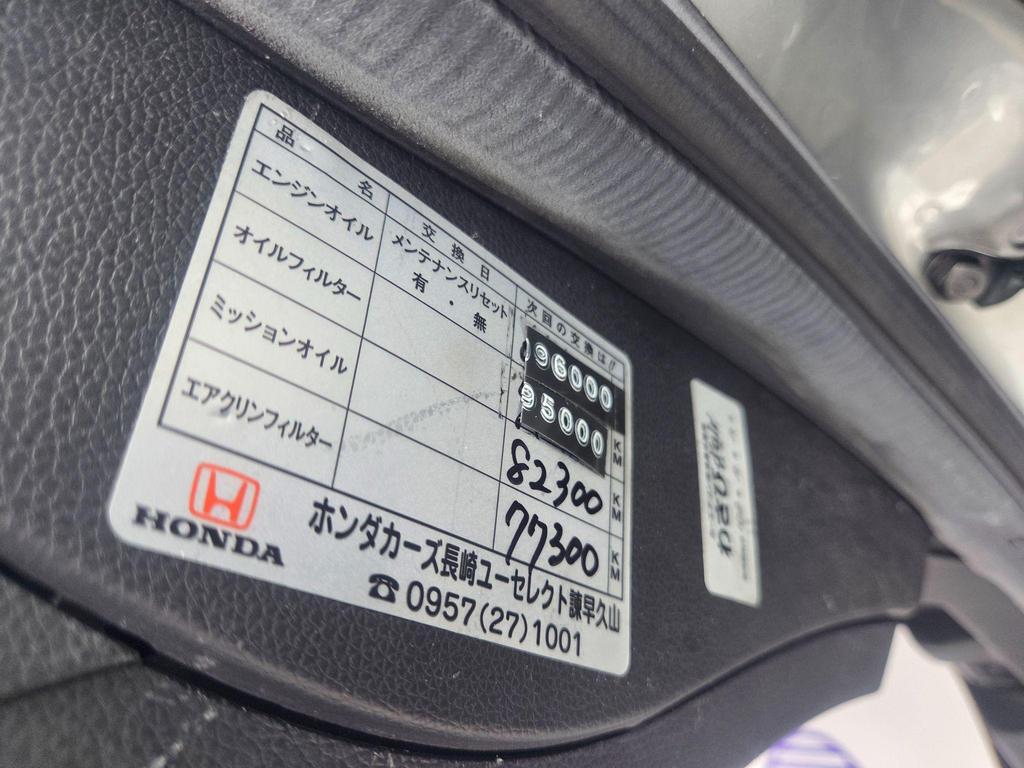 品 名 交 換 日 次回の交換は!!
エンジンオイル メンテナンスリセット 96000 KM
有 ・ 無
オイルフィルター 95000 KM
ミッションオイル 82300 KM
エアクリンフィルター 77300 KM
HONDA
ホンダカーズ長崎ユーセレクト諫早久山
☎0957(27)1001